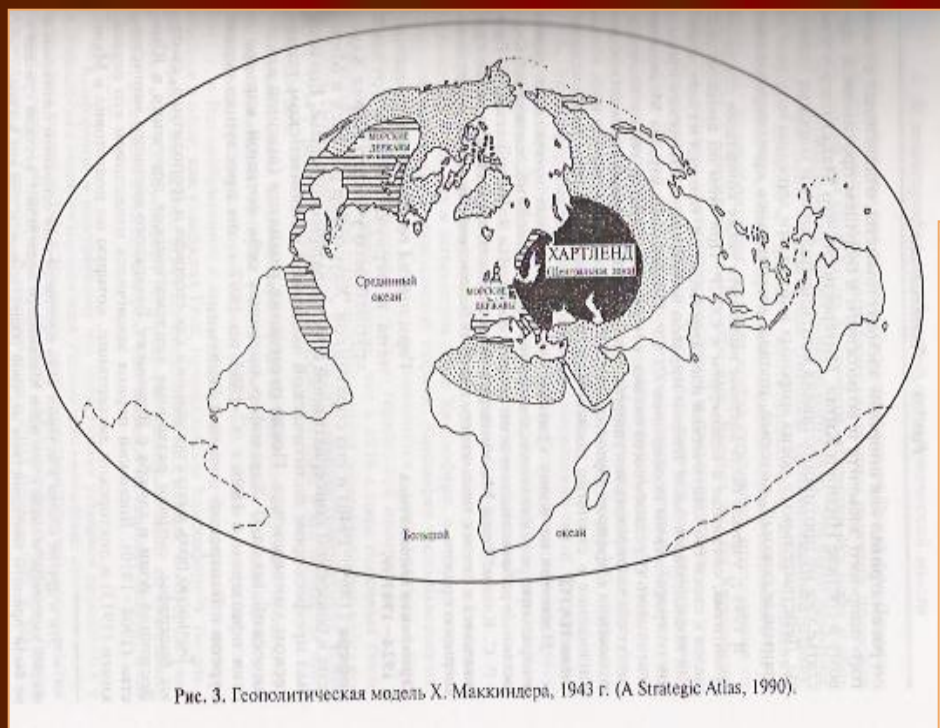 МОРСКИЕ
ДЕРЖАВЫ
ХАРТЛЕНД
(Центральная зона)
Срединный
океан
МОРСКИЕ
ДЕРЖАВЫ
Большой океан
Рис. 3. Геополитическая модель Х. Маккиндера, 1943 г. (A Strategic Atlas, 1990).